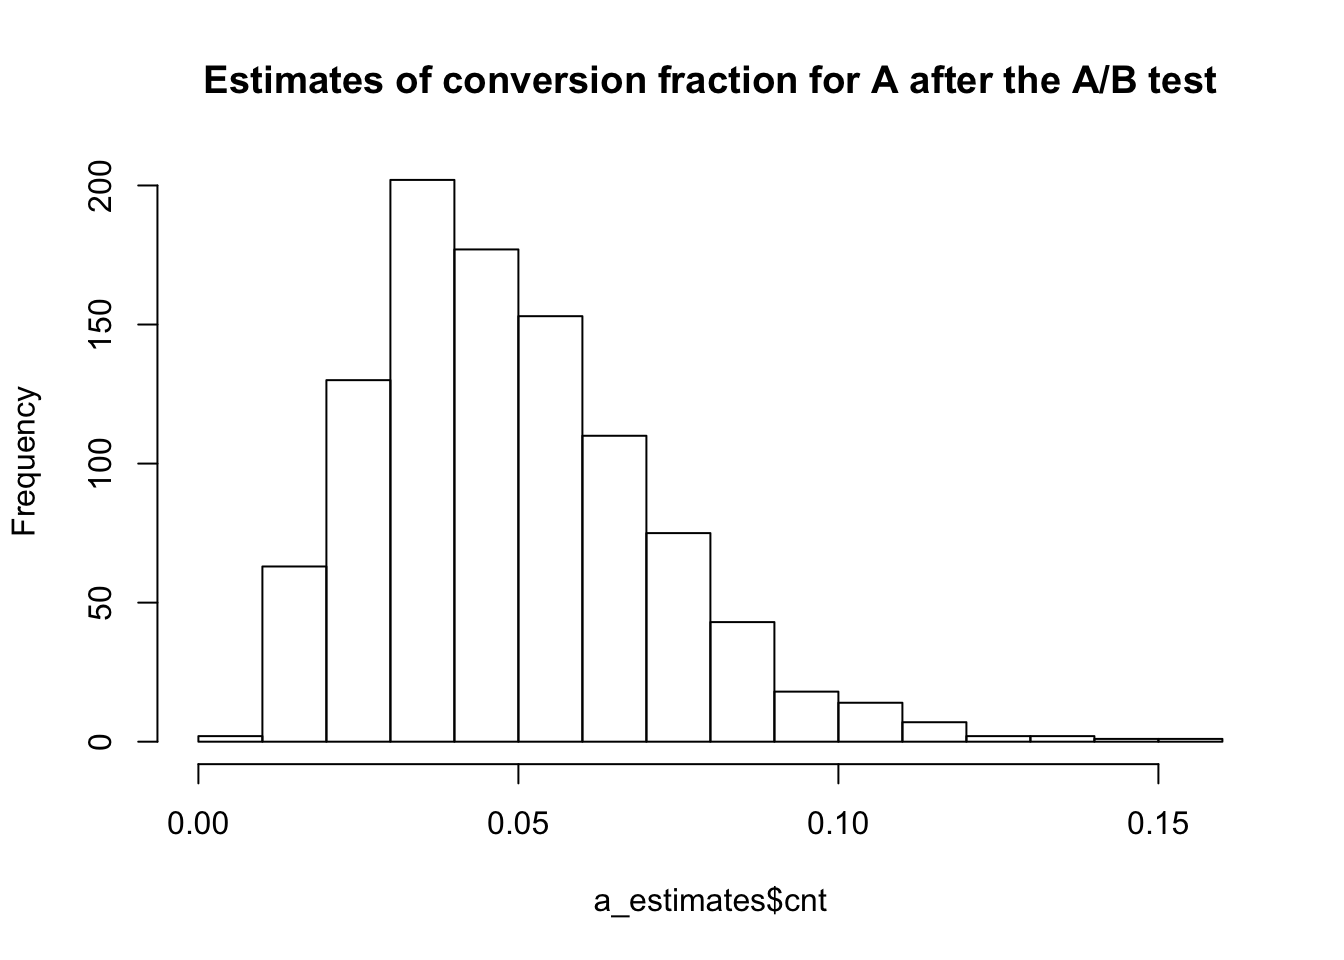 Estimates of conversion fraction for A after the A/B test
200
150
100
50
0
Frequency
0.00 0.05 0.10 0.15
a_estimates$cnt